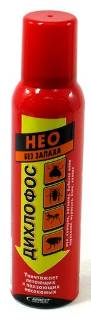 НЕО
БЕЗ ЗАПАХА
ДИХЛОФОС
Уничтожает
летающих и
ползающих
насекомых